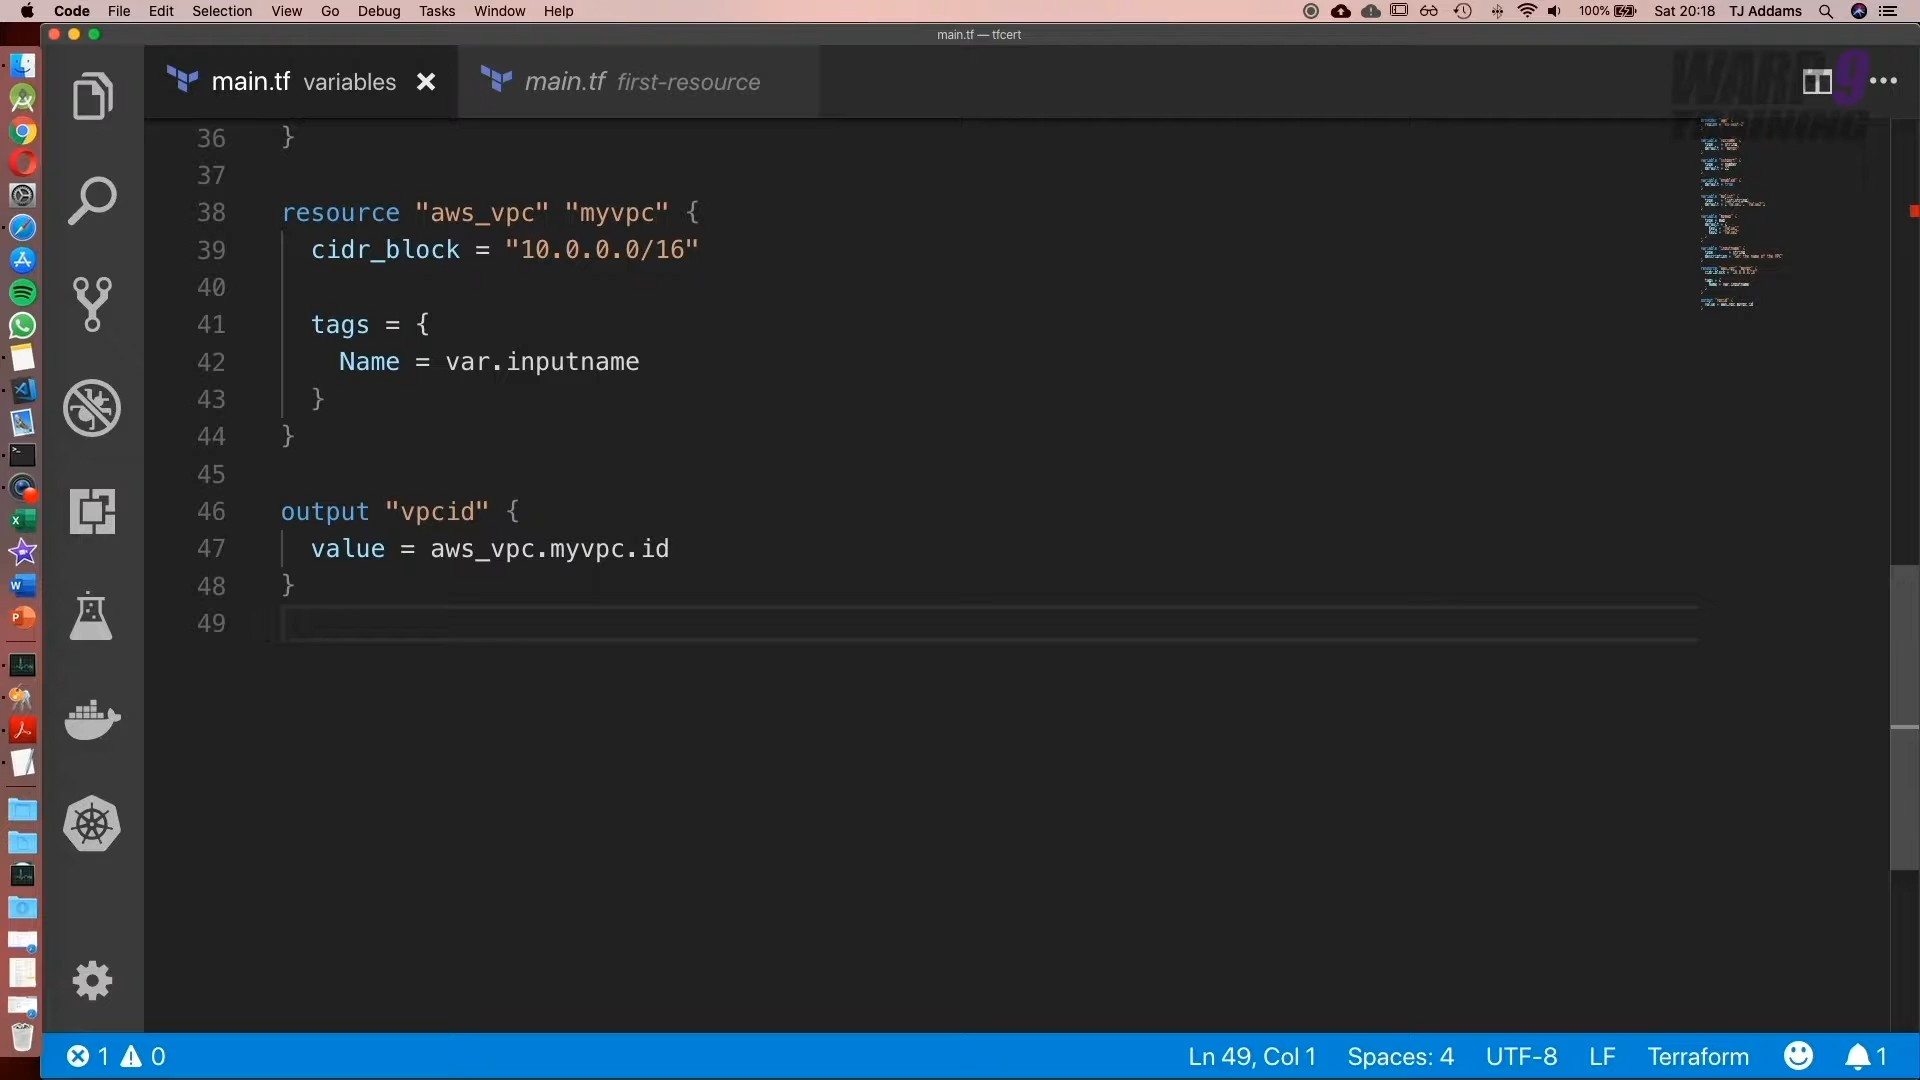 Code File Edit Selection View Go Debug Tasks Window Help 100% Sat 20:18 TJ Addams
main.tf — tfcert
main.tf variables main.tf first-resource
WARP 9
TRAINING
36 }
37
38 resource "aws_vpc" "myvpc" {
39 cidr_block = "10.0.0.0/16"
40
41 tags = {
42 Name = var.inputname
43 }
44 }
45
46 output "vpcid" {
47 value = aws_vpc.myvpc.id
48 }
49
1 0 Ln 49, Col 1 Spaces: 4 UTF-8 LF Terraform 1